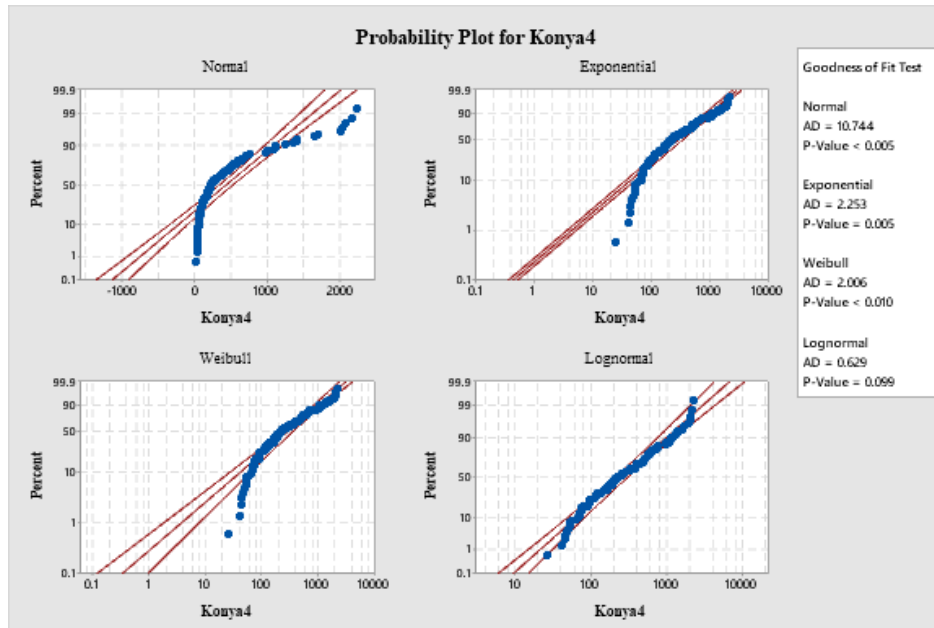 Probability Plot for Konya4
Normal
99.9
99
90
50
10
1
0.1
-1000
0
1000
2000
Percent
Konya4
Exponential
99.9
90
50
10
1
0.1
0.1
1
10
100
1000
10000
Percent
Konya4
Weibull
99.9
90
50
10
1
0.1
0.1
1
10
100
1000
10000
Percent
Konya4
Lognormal
99.9
99
90
50
10
1
0.1
10
100
1000
10000
Percent
Konya4
Goodness of Fit Test
Normal
AD = 10.744
P-Value < 0.005
Exponential
AD = 2.253
P-Value = 0.005
Weibull
AD = 2.006
P-Value < 0.010
Lognormal
AD = 0.629
P-Value = 0.099